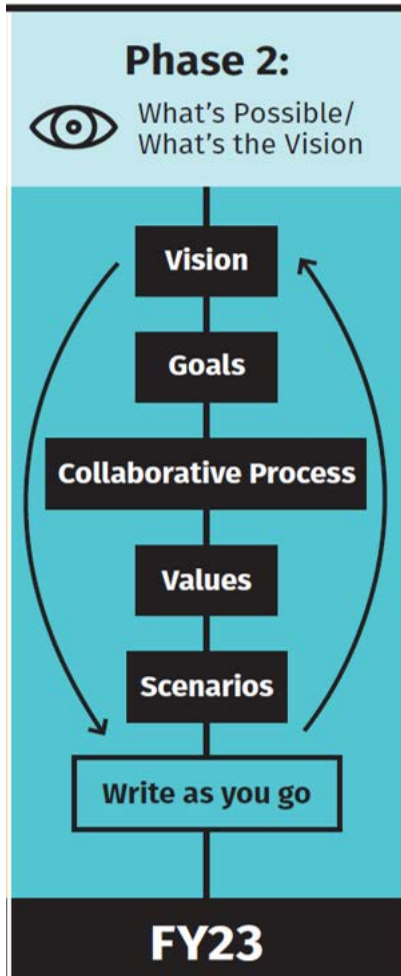 Phase 2:
What’s Possible/
What’s the Vision
Vision
Goals
Collaborative Process
Values
Scenarios
Write as you go
FY23